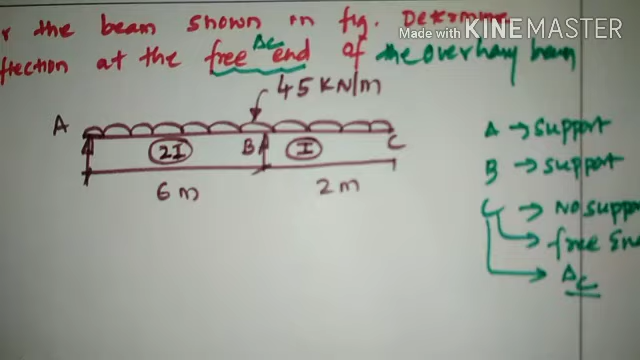 the beam shown in fig. Determine
at the free end of the overhang beam
Δc
45 KN/m
A
2I
B
I
C
6 m
2 m
A → support
B → support
C → No support
free End
Δc
Made with KINEMASTER